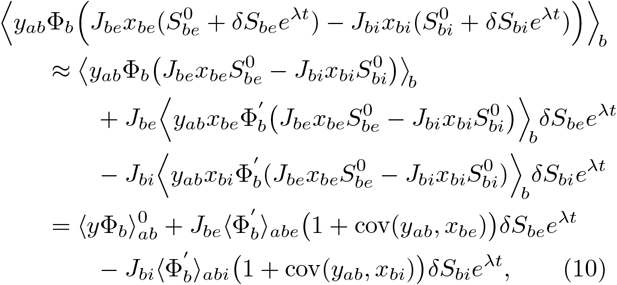 ⟨y_{ab}Φ_b(J_{be}x_{be}(S^0_{be} + δS_{be}e^{λt}) − J_{bi}x_{bi}(S^0_{bi} + δS_{bi}e^{λt}))⟩_b
≈ ⟨y_{ab}Φ_b(J_{be}x_{be}S^0_{be} − J_{bi}x_{bi}S^0_{bi})⟩_b
+ J_{be}⟨y_{ab}x_{be}Φ'_b(J_{be}x_{be}S^0_{be} − J_{bi}x_{bi}S^0_{bi})⟩_b δS_{be}e^{λt}
− J_{bi}⟨y_{ab}x_{bi}Φ'_b(J_{be}x_{be}S^0_{be} − J_{bi}x_{bi}S^0_{bi})⟩_b δS_{bi}e^{λt}
= ⟨yΦ_b⟩^0_{ab} + J_{be}⟨Φ'_b⟩_{abe}(1 + cov(y_{ab}, x_{be}))δS_{be}e^{λt}
− J_{bi}⟨Φ'_b⟩_{abi}(1 + cov(y_{ab}, x_{bi}))δS_{bi}e^{λt}, (10)